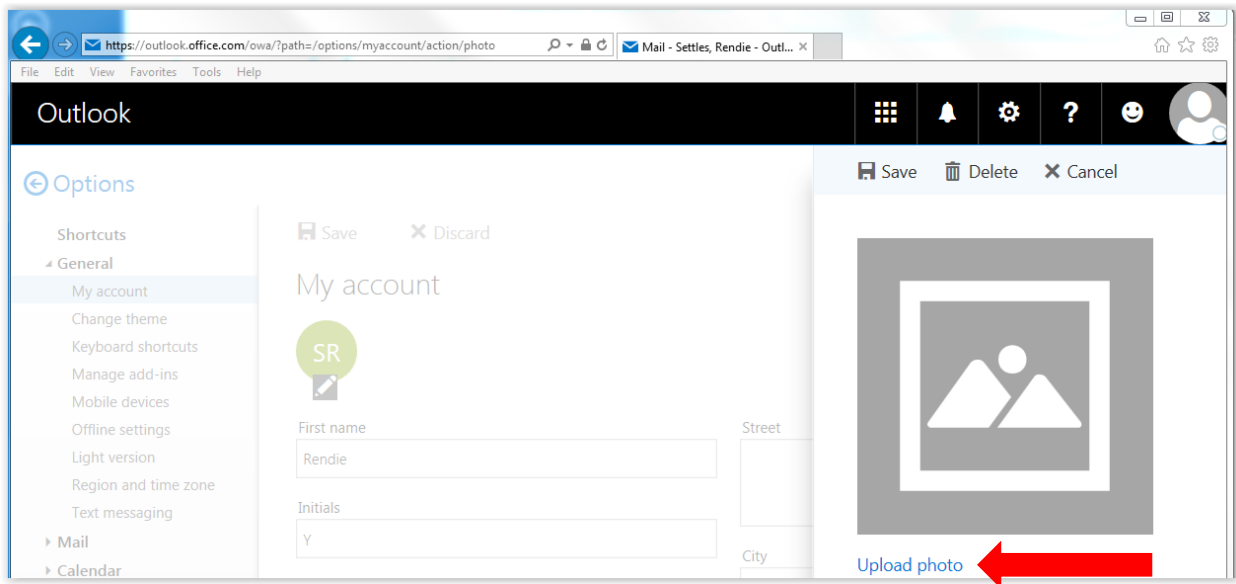 https://outlook.office.com/owa/?path=/options/myaccount/action/photo
Mail - Settles, Rendie - Outl...
File Edit View Favorites Tools Help
Outlook
?
Save Delete Cancel
Options
Shortcuts
General
My account
Change theme
Keyboard shortcuts
Manage add-ins
Mobile devices
Offline settings
Light version
Region and time zone
Text messaging
Mail
Calendar
Save Discard
My account
SR
First name
Rendie
Initials
Y
Street
City
Upload photo